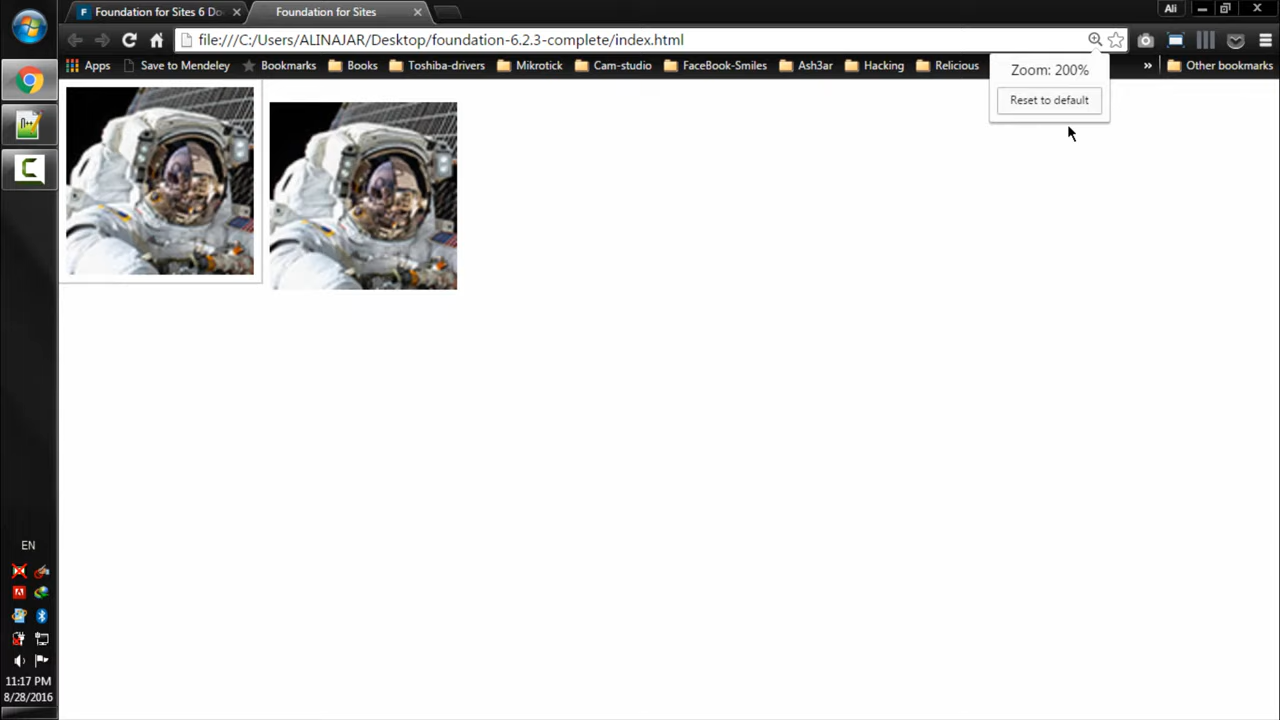 Foundation for Sites 6 Do
Foundation for Sites
Ali
file:///C:/Users/ALINAJAR/Desktop/foundation-6.2.3-complete/index.html
Apps Save to Mendeley Bookmarks Books Toshiba-drivers Mikrotick Cam-studio FaceBook-Smiles Ash3ar Hacking Relicious » Other bookmarks
Zoom: 200%
Reset to default
EN
11:17 PM
8/28/2016